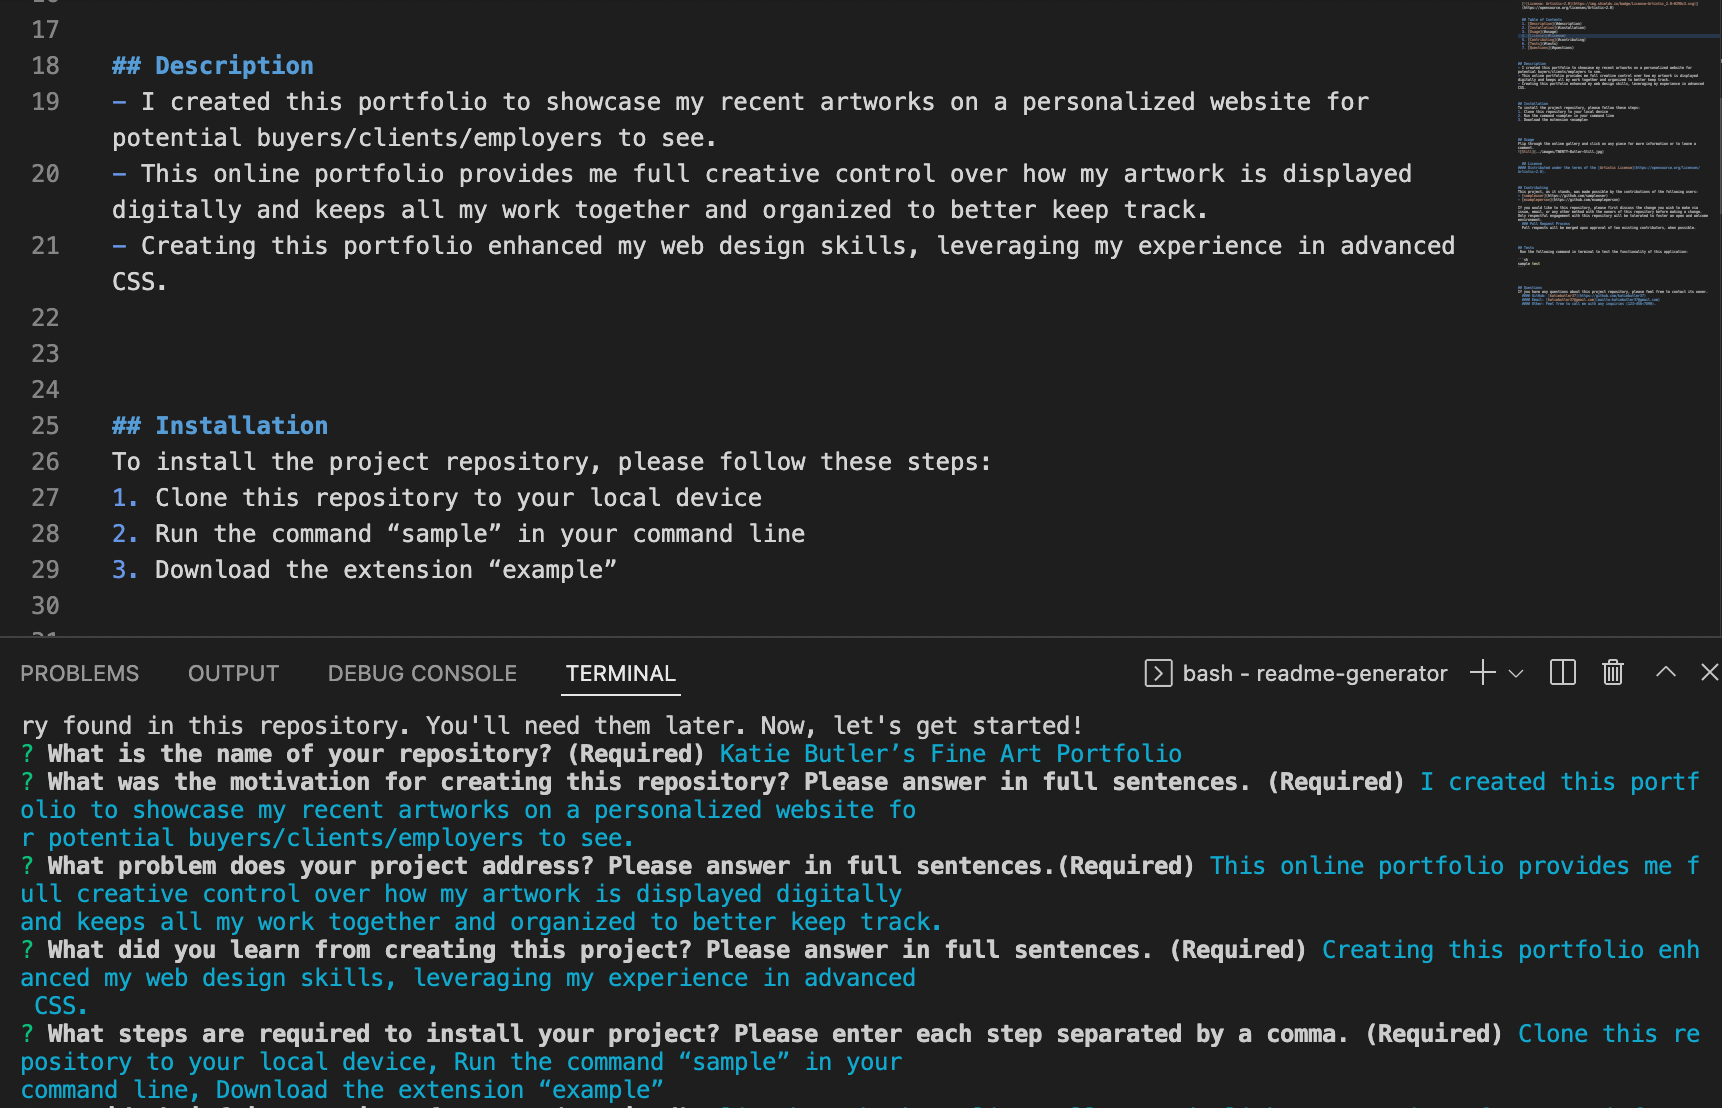 17
18 ## Description
19 - I created this portfolio to showcase my recent artworks on a personalized website for
potential buyers/clients/employers to see.
20 - This online portfolio provides me full creative control over how my artwork is displayed
digitally and keeps all my work together and organized to better keep track.
21 - Creating this portfolio enhanced my web design skills, leveraging my experience in advanced
CSS.
22
23
24
25 ## Installation
26 To install the project repository, please follow these steps:
27 1. Clone this repository to your local device
28 2. Run the command “sample” in your command line
29 3. Download the extension “example”
30
PROBLEMS OUTPUT DEBUG CONSOLE TERMINAL bash - readme-generator
ry found in this repository. You'll need them later. Now, let's get started!
? What is the name of your repository? (Required) Katie Butler’s Fine Art Portfolio
? What was the motivation for creating this repository? Please answer in full sentences. (Required) I created this portf
olio to showcase my recent artworks on a personalized website fo
r potential buyers/clients/employers to see.
? What problem does your project address? Please answer in full sentences.(Required) This online portfolio provides me f
ull creative control over how my artwork is displayed digitally
and keeps all my work together and organized to better keep track.
? What did you learn from creating this project? Please answer in full sentences. (Required) Creating this portfolio enh
anced my web design skills, leveraging my experience in advanced
CSS.
? What steps are required to install your project? Please enter each step separated by a comma. (Required) Clone this re
pository to your local device, Run the command “sample” in your
command line, Download the extension “example”